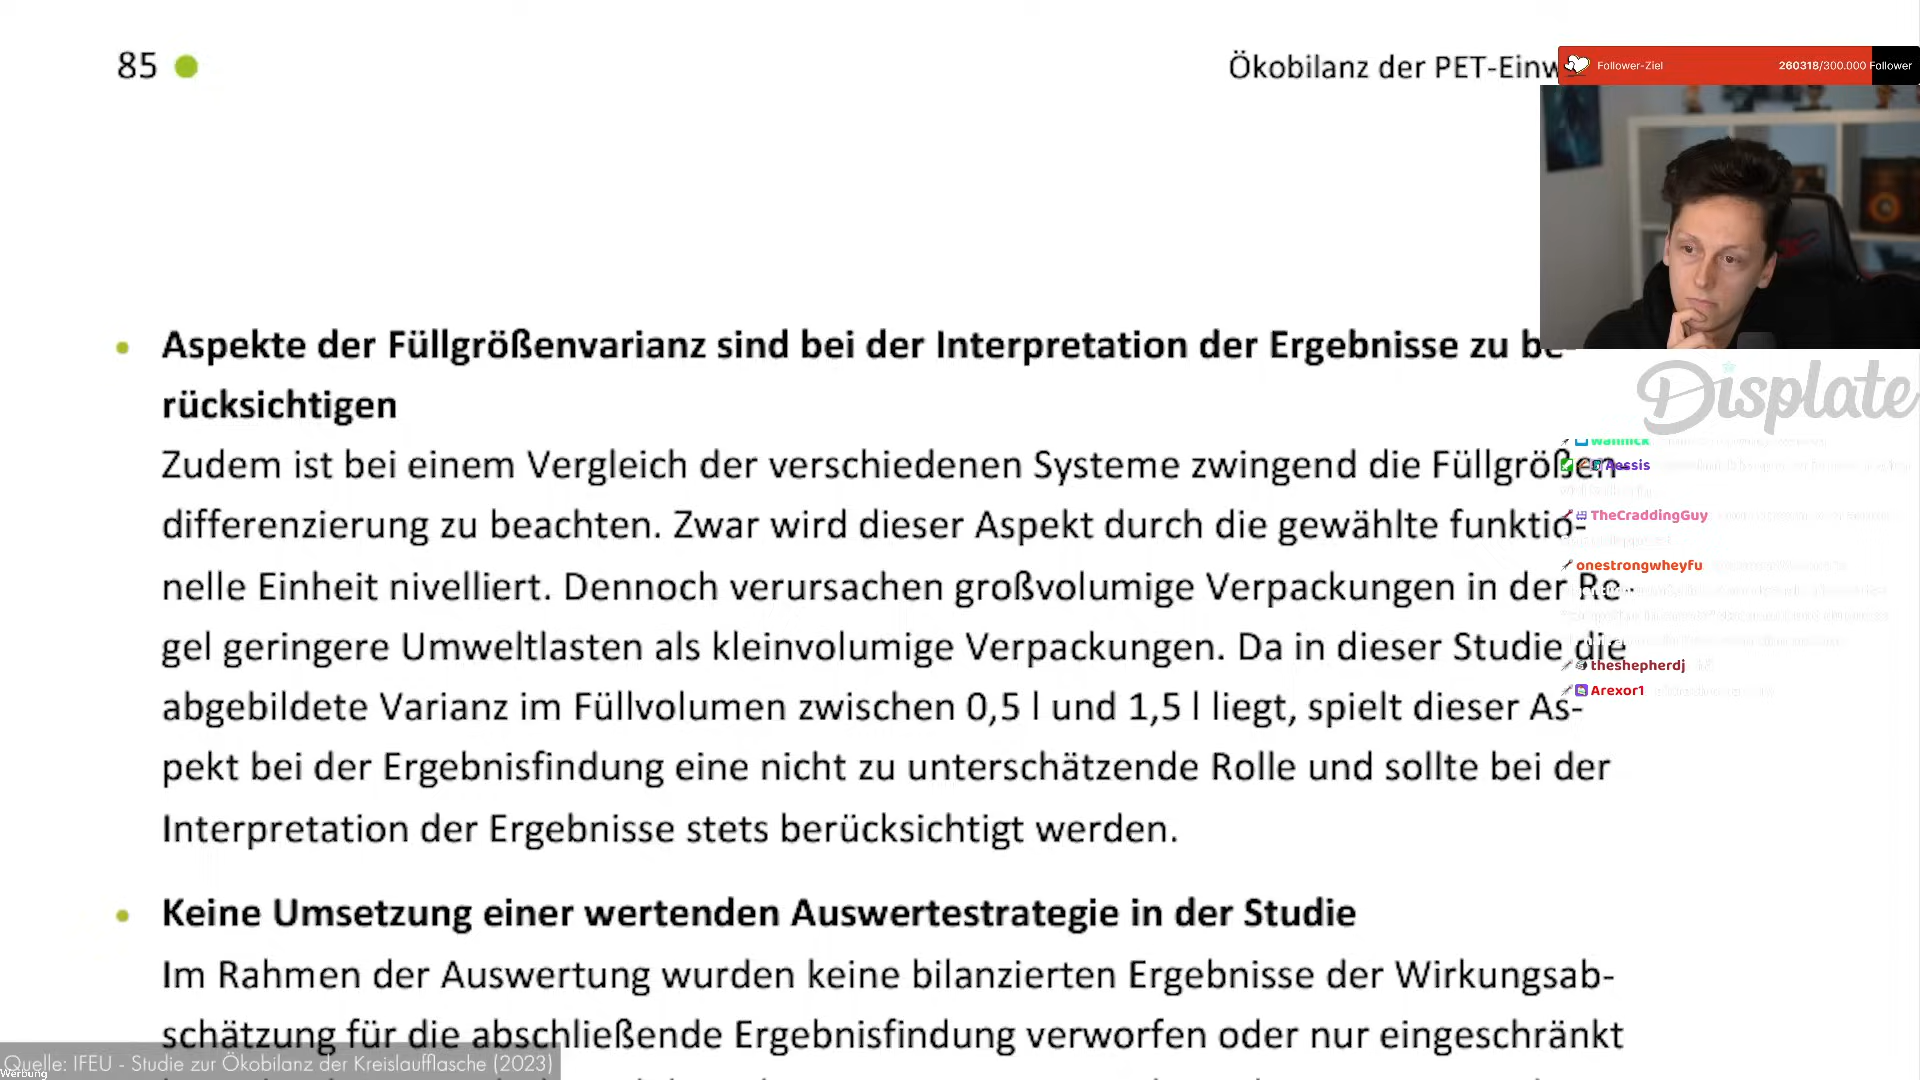 85
Ökobilanz der PET-Einw
Follower-Ziel
260318/300.000 Follower
Aspekte der Füllgrößenvarianz sind bei der Interpretation der Ergebnisse zu be-
rücksichtigen
Zudem ist bei einem Vergleich der verschiedenen Systeme zwingend die Füllgrößen-
differenzierung zu beachten. Zwar wird dieser Aspekt durch die gewählte funktio-
nelle Einheit nivelliert. Dennoch verursachen großvolumige Verpackungen in der Re-
gel geringere Umweltlasten als kleinvolumige Verpackungen. Da in dieser Studie die
abgebildete Varianz im Füllvolumen zwischen 0,5 l und 1,5 l liegt, spielt dieser As-
pekt bei der Ergebnisfindung eine nicht zu unterschätzende Rolle und sollte bei der
Interpretation der Ergebnisse stets berücksichtigt werden.
Keine Umsetzung einer wertenden Auswertestrategie in der Studie
Im Rahmen der Auswertung wurden keine bilanzierten Ergebnisse der Wirkungsab-
schätzung für die abschließende Ergebnisfindung verworfen oder nur eingeschränkt
Displate
Aessis
TheCraddingGuy
onestrongwheyfu
theshepherdj
Arexor1
Quelle: IFEU - Studie zur Ökobilanz der Kreislaufflasche (2023)
Werbung